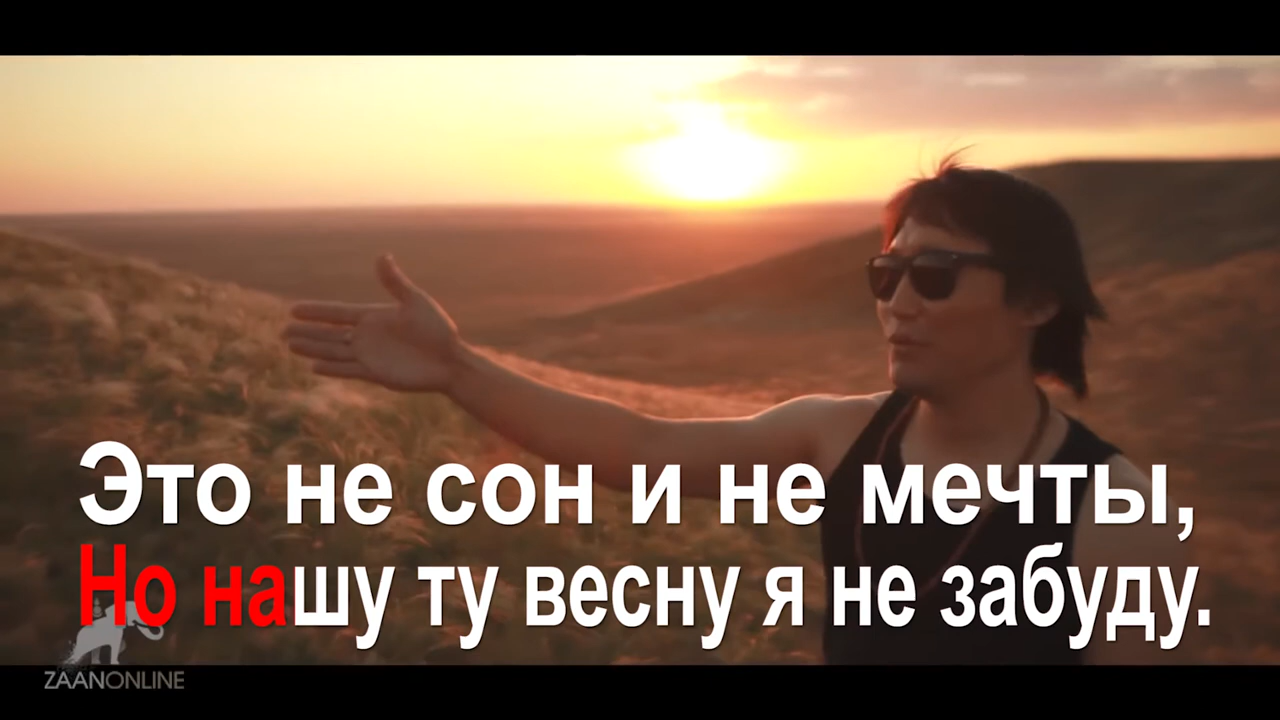 Это не сон и не мечты,
Но нашу ту весну я не забуду.
ZAANONLINE